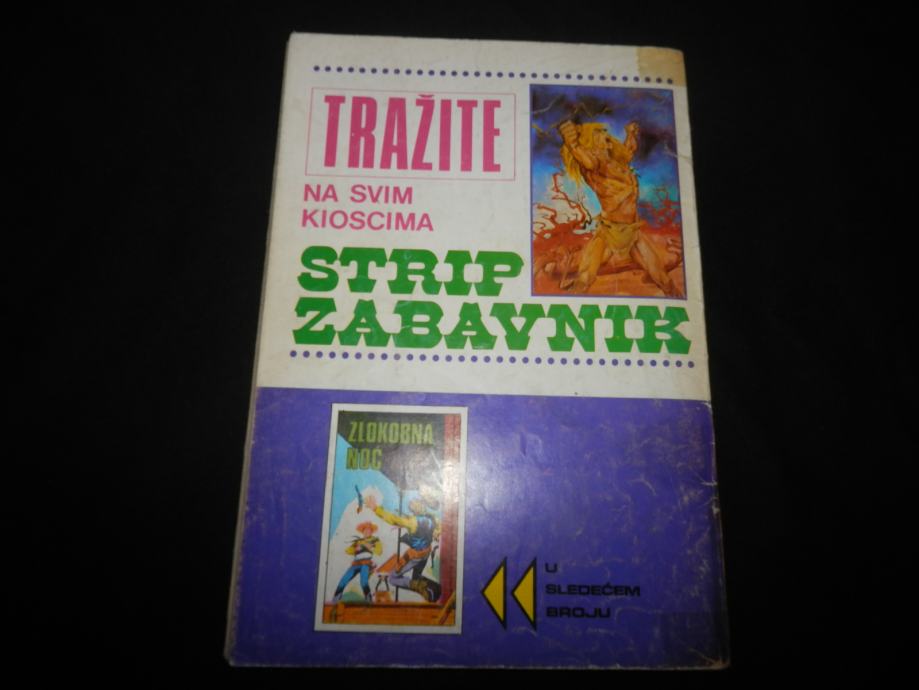 TRAŽITE
NA SVIM
KIOSCIMA
STRIP
ZABAVNIK
ZLOKOBNA
NOĆ
U
SLEDEĆEM
BROJU